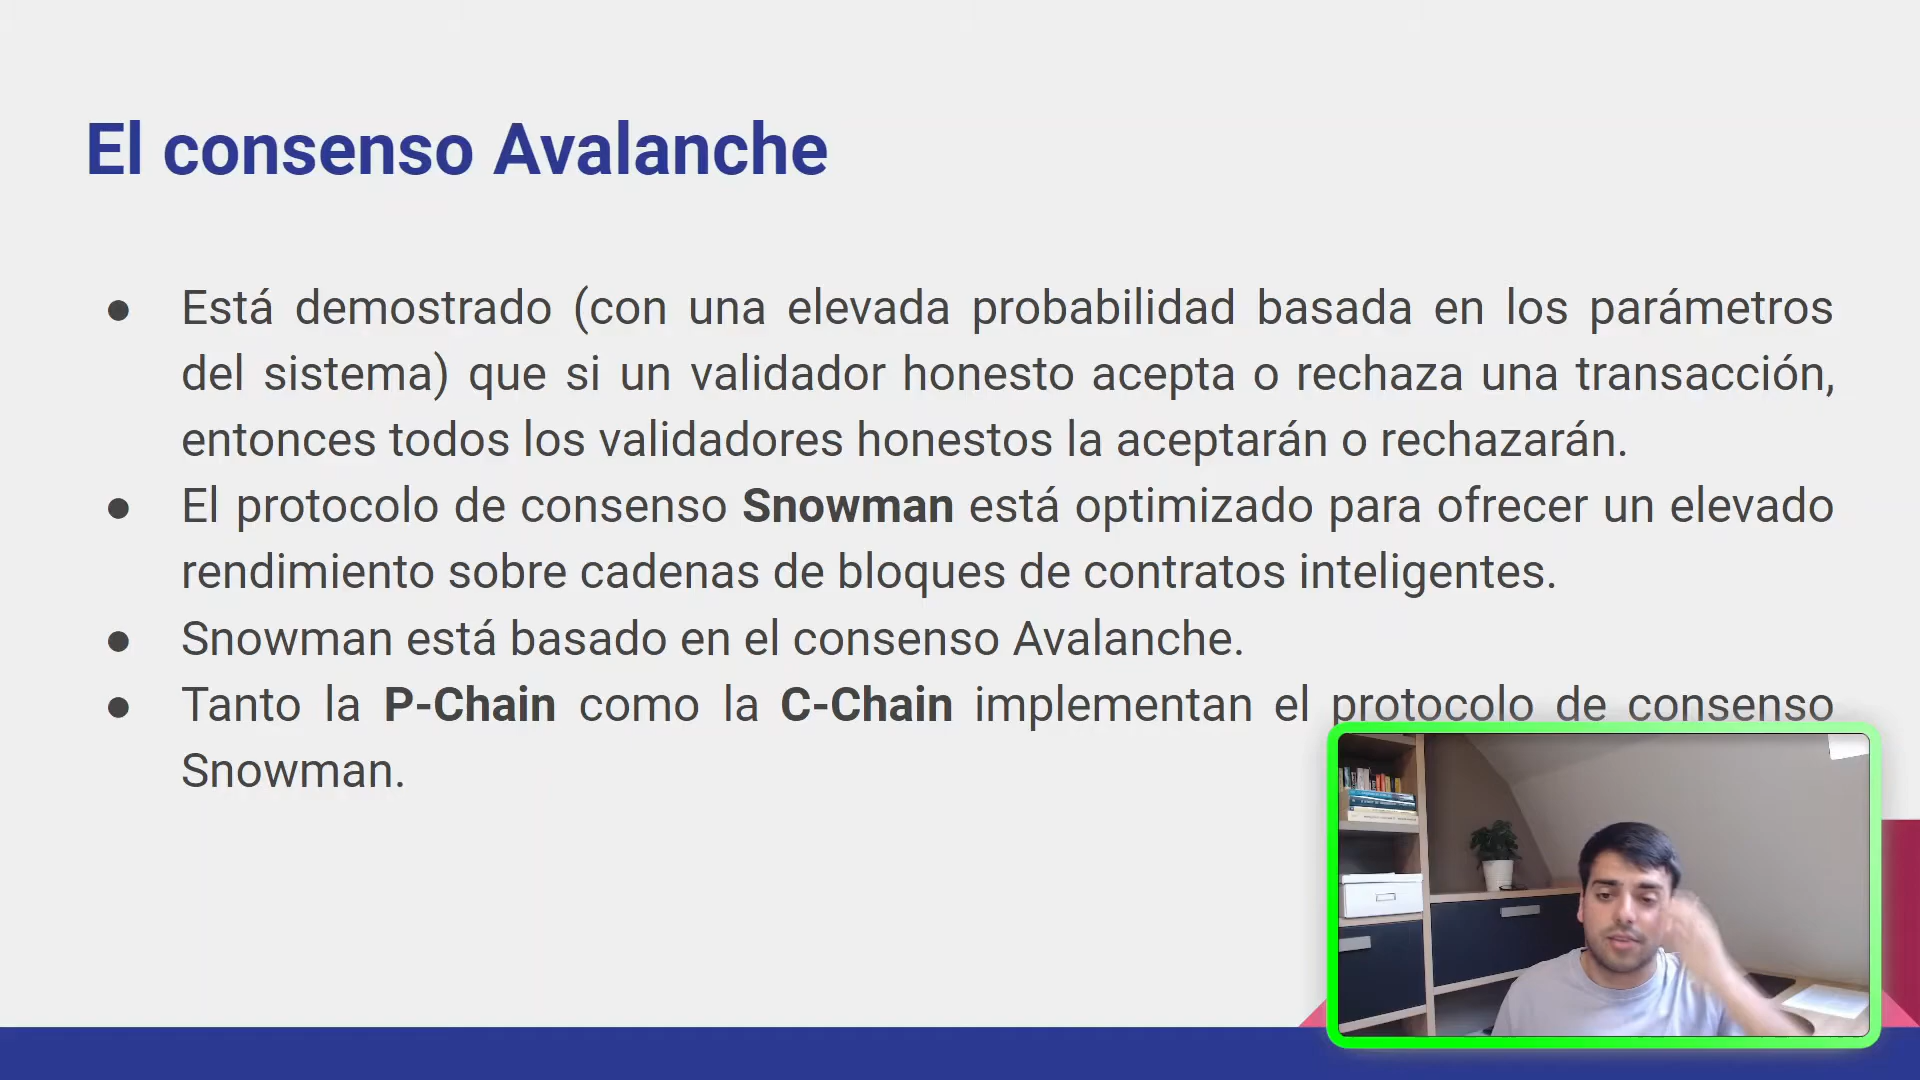 El consenso Avalanche
● Está demostrado (con una elevada probabilidad basada en los parámetros
del sistema) que si un validador honesto acepta o rechaza una transacción,
entonces todos los validadores honestos la aceptarán o rechazarán.
● El protocolo de consenso Snowman está optimizado para ofrecer un elevado
rendimiento sobre cadenas de bloques de contratos inteligentes.
● Snowman está basado en el consenso Avalanche.
● Tanto la P-Chain como la C-Chain implementan el protocolo de consenso
Snowman.